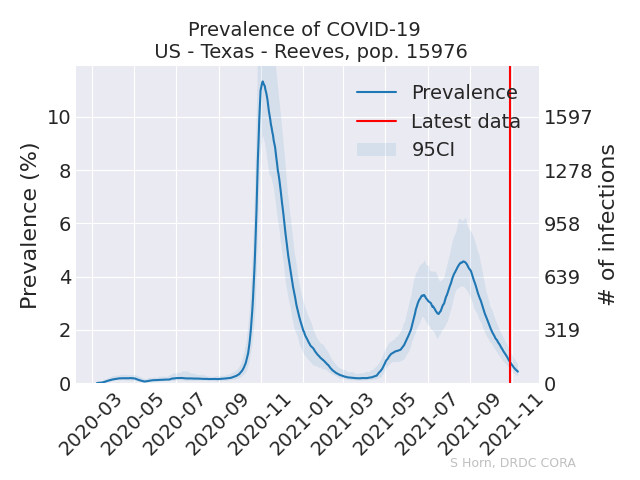 Prevalence of COVID-19
US - Texas - Reeves, pop. 15976
Prevalence (%)
10
8
6
4
2
0
Prevalence
Latest data
95CI
1597
1278
958
639
319
0
# of infections
2020-03
2020-05
2020-07
2020-09
2020-11
2021-01
2021-03
2021-05
2021-07
2021-09
2021-11
S Horn, DRDC CORA